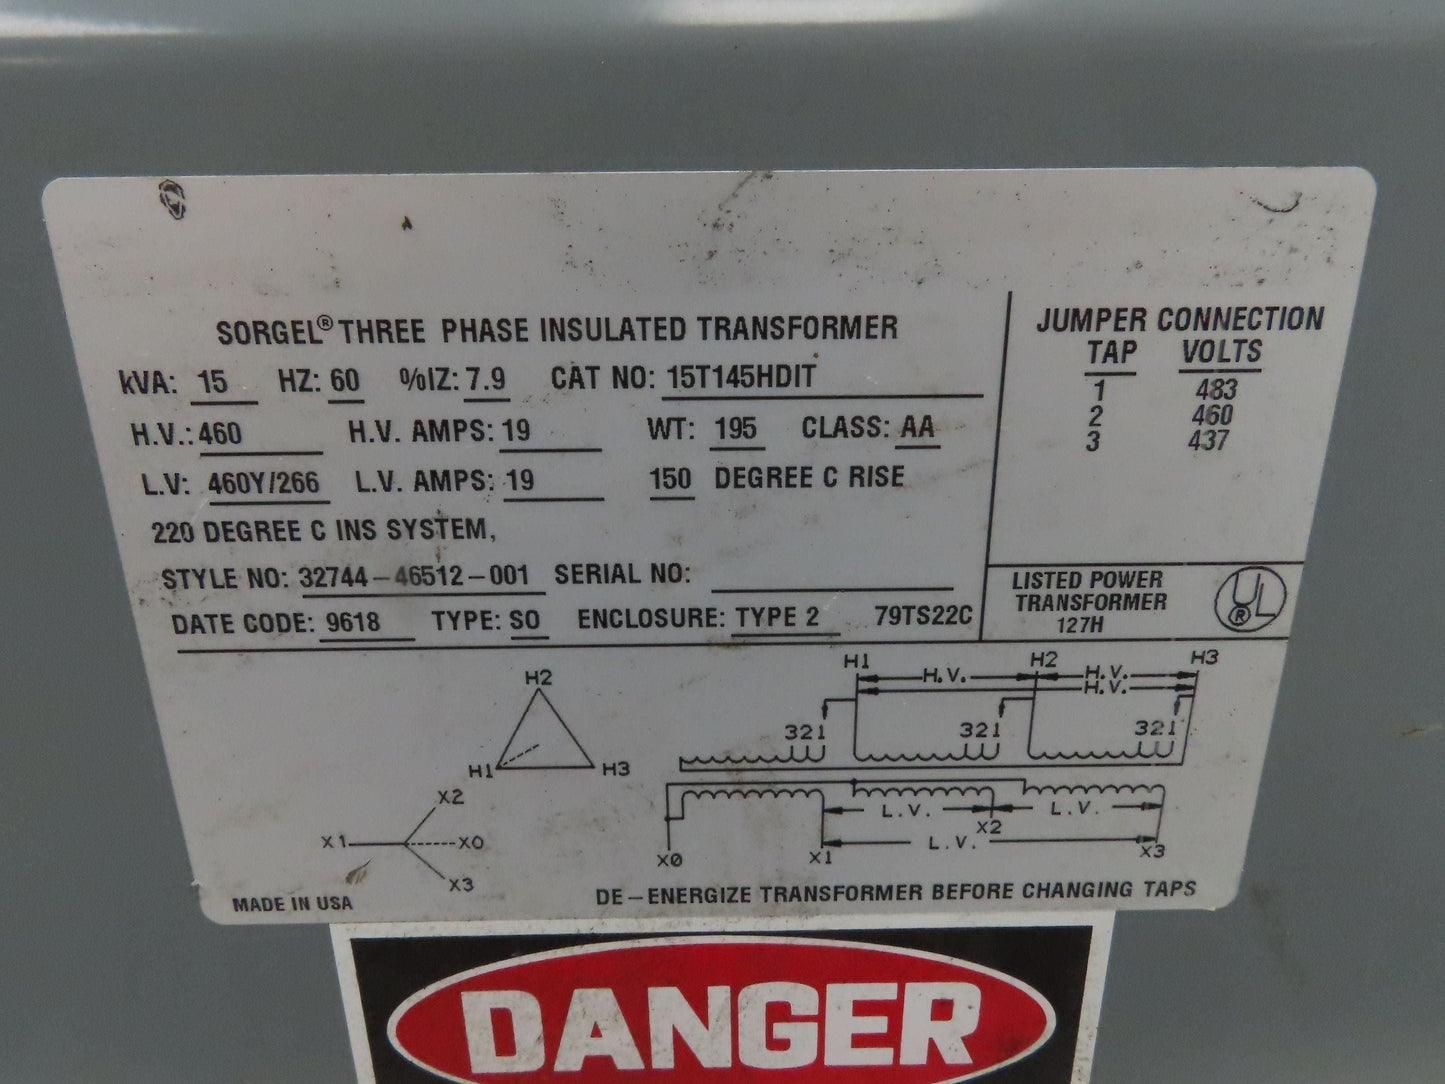 SORGEL® THREE PHASE INSULATED TRANSFORMER
kVA: 15 HZ: 60 %IZ: 7.9 CAT NO: 15T145HDIT
H.V.: 460 H.V. AMPS: 19 WT: 195 CLASS: AA
L.V: 460Y/266 L.V. AMPS: 19 150 DEGREE C RISE
220 DEGREE C INS SYSTEM,
STYLE NO: 32744-46512-001 SERIAL NO:
DATE CODE: 9618 TYPE: SO ENCLOSURE: TYPE 2 79TS22C
JUMPER CONNECTION
TAP VOLTS
1 483
2 460
3 437
LISTED POWER
TRANSFORMER
127H
UL®
H2
H1 H3
X2
X1 X0
X3
H1 H2 H3
H.V. H.V.
H.V.
321 321 321
L.V. L.V.
X2
L.V.
X0 X1 X3
MADE IN USA
DE-ENERGIZE TRANSFORMER BEFORE CHANGING TAPS
DANGER